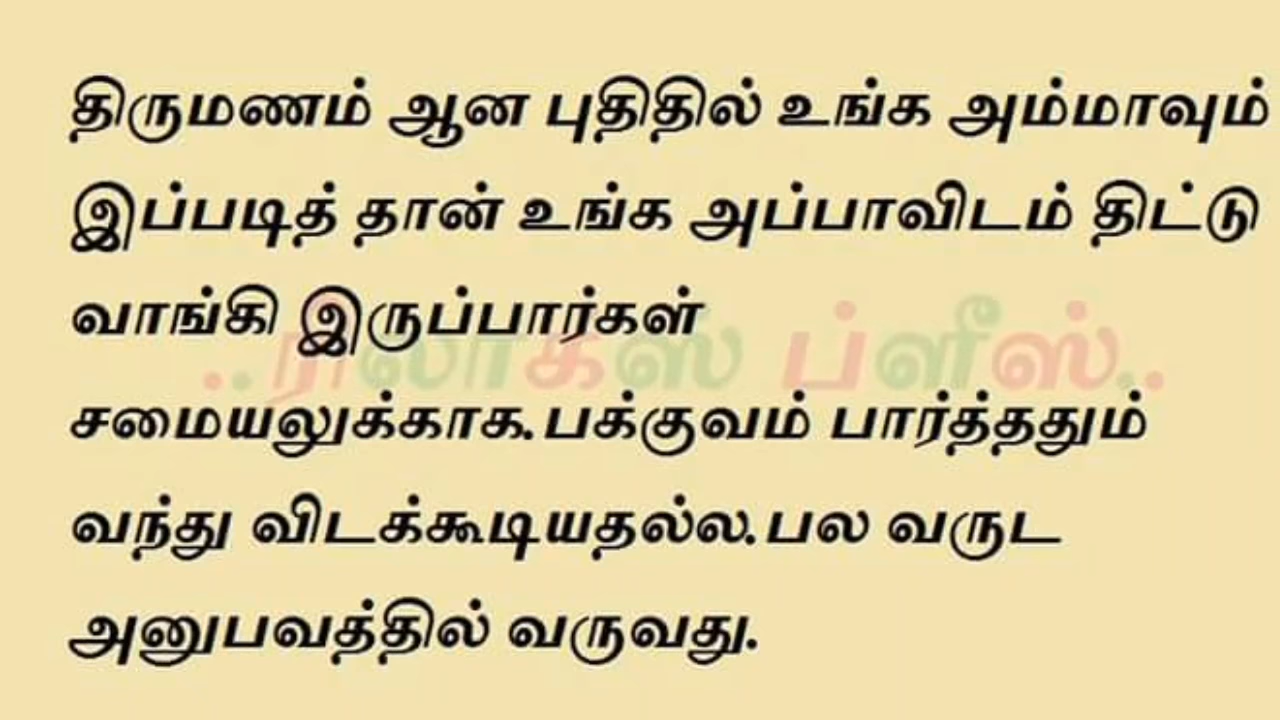 திருமணம் ஆன புதிதில் உங்க அம்மாவும்
இப்படித் தான் உங்க அப்பாவிடம் திட்டு
வாங்கி இருப்பார்கள்
..ரிலாக்ஸ் ப்ளீஸ்..
சமையலுக்காக.பக்குவம் பார்த்ததும்
வந்து விடக்கூடியதல்ல.பல வருட
அனுபவத்தில் வருவது.